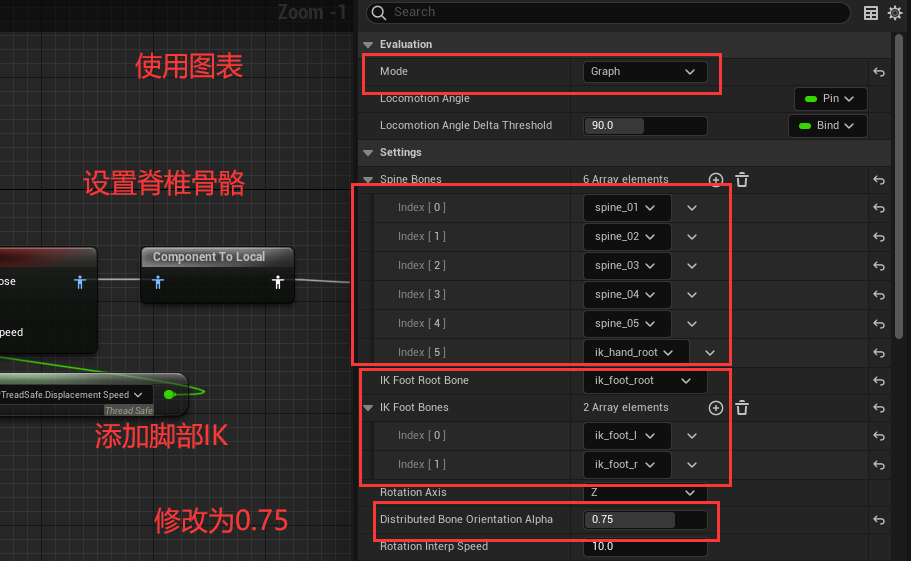 Zoom -1
Search
使用图表
Evaluation
Mode
Graph
Locomotion Angle
Pin
Locomotion Angle Delta Threshold
90.0
Bind
Settings
设置脊椎骨骼
Spine Bones
6 Array elements
Index [ 0 ]
spine_01
Index [ 1 ]
spine_02
Index [ 2 ]
spine_03
Index [ 3 ]
spine_04
Index [ 4 ]
spine_05
Index [ 5 ]
ik_hand_root
Component To Local
ose
peed
TreadSafe.Displacement Speed
Thread Safe
添加脚部IK
IK Foot Root Bone
ik_foot_root
IK Foot Bones
2 Array elements
Index [ 0 ]
ik_foot_l
Index [ 1 ]
ik_foot_r
Rotation Axis
Z
修改为0.75
Distributed Bone Orientation Alpha
0.75
Rotation Interp Speed
10.0